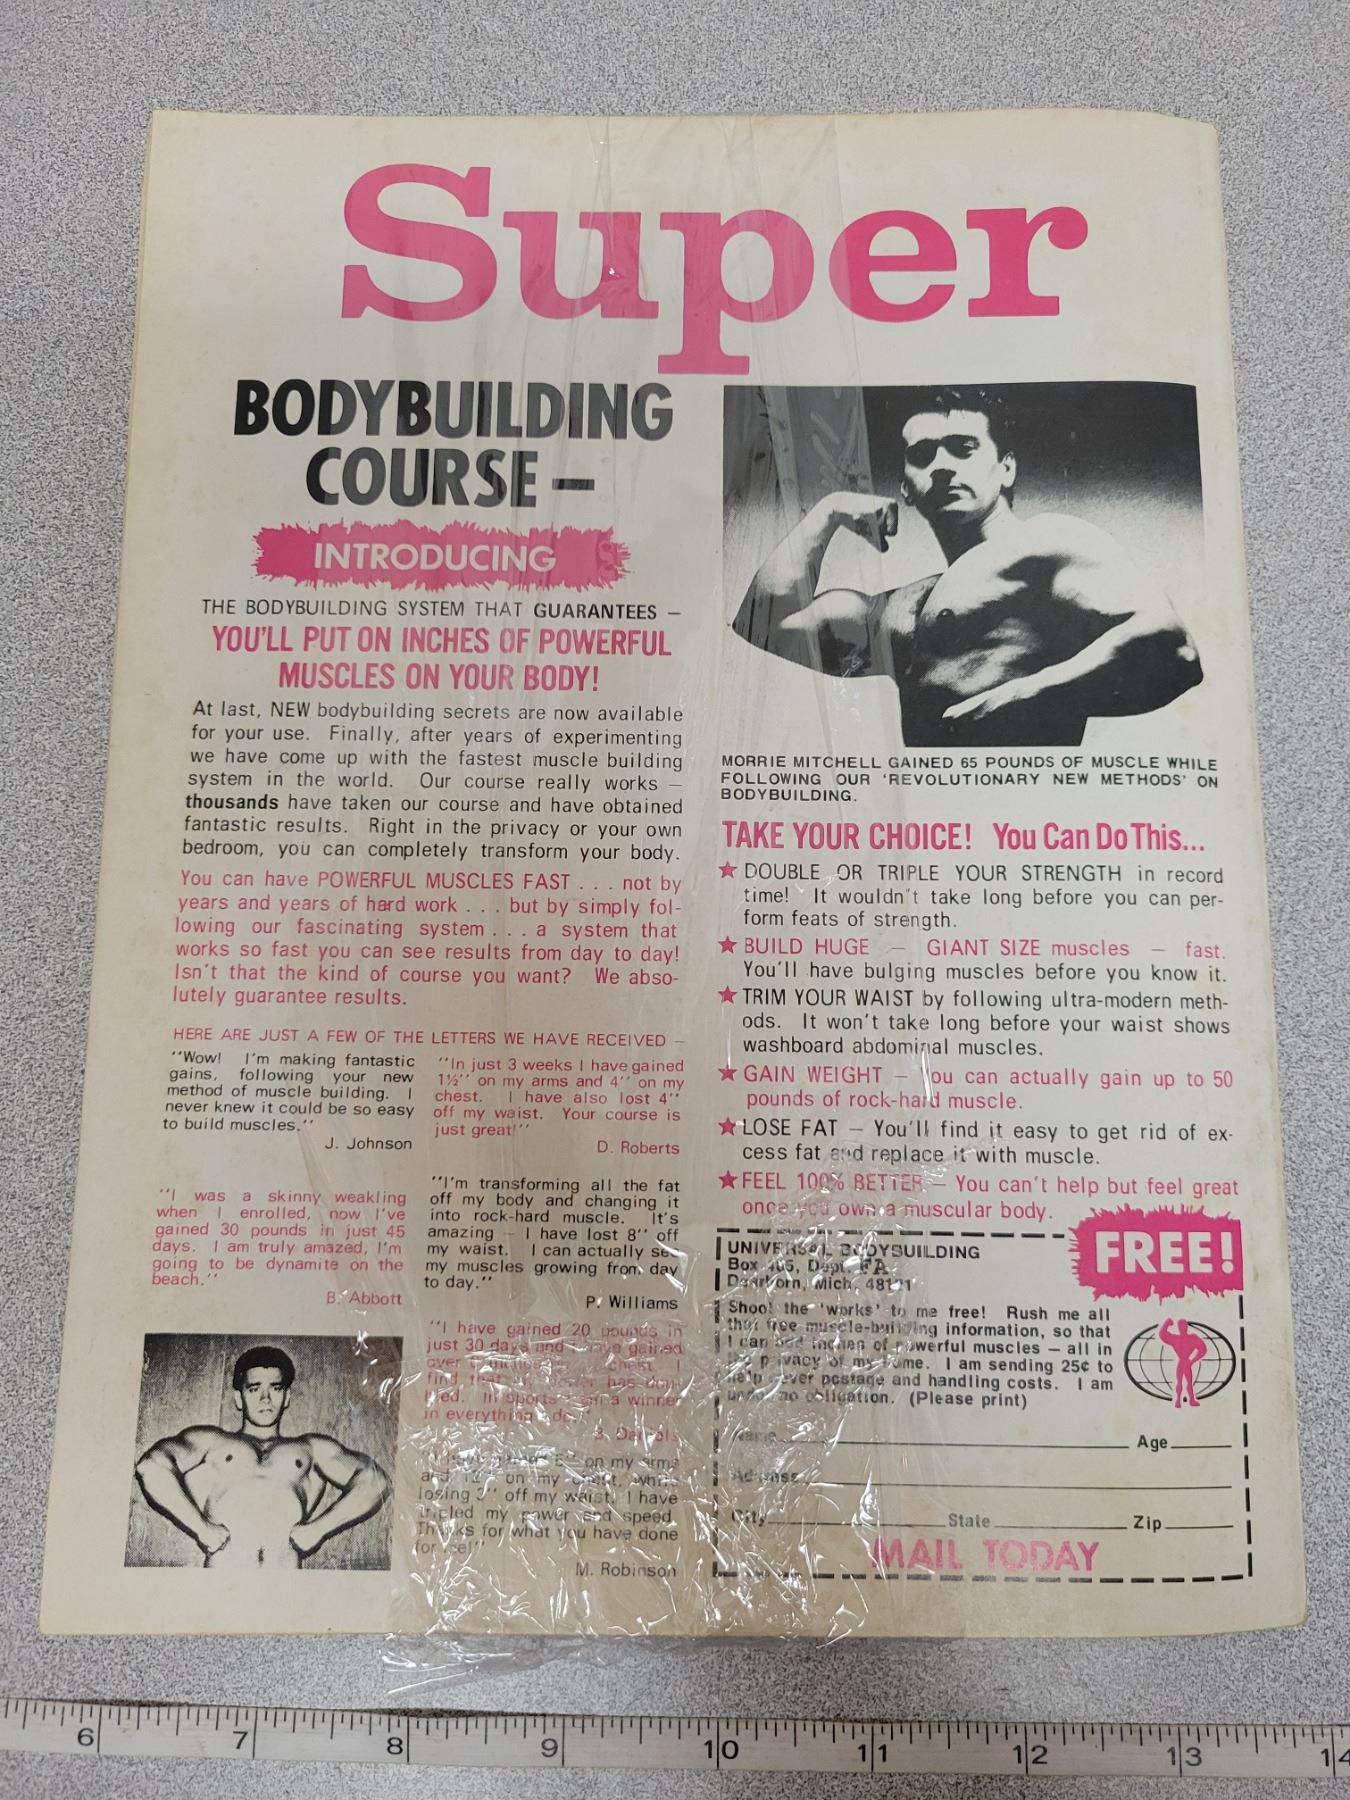 Super
BODYBUILDING
COURSE —
INTRODUCING
THE BODYBUILDING SYSTEM THAT GUARANTEES —
YOU'LL PUT ON INCHES OF POWERFUL
MUSCLES ON YOUR BODY!
At last, NEW bodybuilding secrets are now available
for your use. Finally, after years of experimenting
we have come up with the fastest muscle building
system in the world. Our course really works —
thousands have taken our course and have obtained
fantastic results. Right in the privacy or your own
bedroom, you can completely transform your body.
You can have POWERFUL MUSCLES FAST . . . not by
years and years of hard work . . . but by simply fol-
lowing our fascinating system . . . a system that
works so fast you can see results from day to day!
Isn't that the kind of course you want? We abso-
lutely guarantee results.
HERE ARE JUST A FEW OF THE LETTERS WE HAVE RECEIVED —
"Wow! I'm making fantastic
gains, following your new
method of muscle building. I
never knew it could be so easy
to build muscles."
J. Johnson
"I was a skinny weakling
when I enrolled, now I've
gained 30 pounds in just 45
days. I am truly amazed, I'm
going to be dynamite on the
beach."
B. Abbott
"In just 3 weeks I have gained
1½" on my arms and 4" on my
chest. I have also lost 4"
off my waist. Your course is
just great!"
D. Roberts
"I'm transforming all the fat
off my body and changing it
into rock-hard muscle. It's
amazing — I have lost 8" off
my waist. I can actually see
my muscles growing from day
to day."
P. Williams
"I have gained 20 pounds in
just 30 days and I have gained
over chest. I
find that has
in sports a winner
in everything I do."
on my arms
and on my chest, while
losing 3" off my waist. I have
tripled my power and speed.
Thanks for what you have done
for me!"
M. Robinson
MORRIE MITCHELL GAINED 65 POUNDS OF MUSCLE WHILE
FOLLOWING OUR 'REVOLUTIONARY NEW METHODS' ON
BODYBUILDING.
TAKE YOUR CHOICE! You Can Do This...
★ DOUBLE OR TRIPLE YOUR STRENGTH in record
time! It wouldn't take long before you can per-
form feats of strength.
★ BUILD HUGE — GIANT SIZE muscles — fast.
You'll have bulging muscles before you know it.
★ TRIM YOUR WAIST by following ultra-modern meth-
ods. It won't take long before your waist shows
washboard abdominal muscles.
★ GAIN WEIGHT — You can actually gain up to 50
pounds of rock-hard muscle.
★ LOSE FAT — You'll find it easy to get rid of ex-
cess fat and replace it with muscle.
★ FEEL 100% BETTER — You can't help but feel great
once you own a muscular body.
FREE!
UNIVERSAL BODYBUILDING
Box 485, Dept. FA
Dearborn, Mich. 48121
Shoot the 'works' to me free! Rush me all
that free muscle-building information, so that
I can add inches of powerful muscles — all in
the privacy of my home. I am sending 25¢ to
help cover postage and handling costs. I am
under no obligation. (Please print)
Name Age
Address
City State Zip
MAIL TODAY
6 7 8 9 10 11 12 13 14